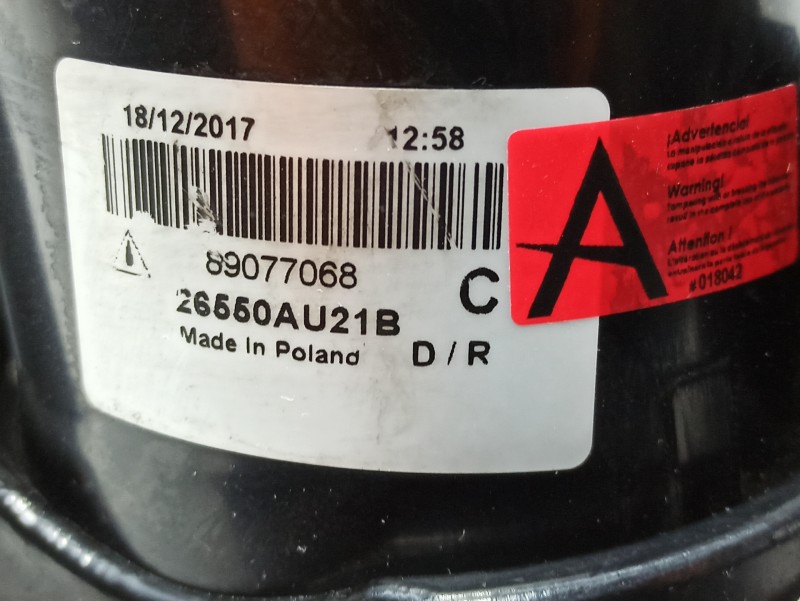 18/12/2017 12:58
89077068
26550AU21B
C
Made In Poland D / R
A
¡Advertencia!
Warning!
Attention !
#018042